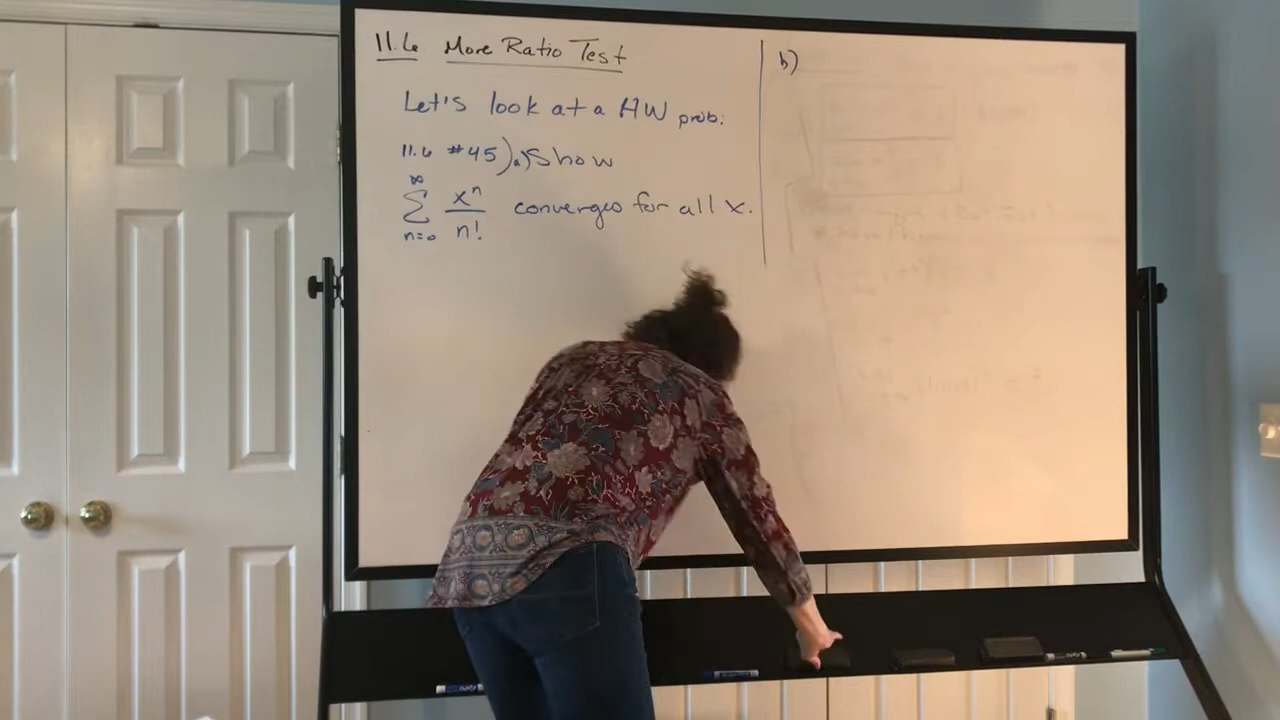 11.6 More Ratio Test
Let's look at a HW prob:
11.6 #45) a) Show
∞
∑ xⁿ/n! converges for all x.
n=0
b)